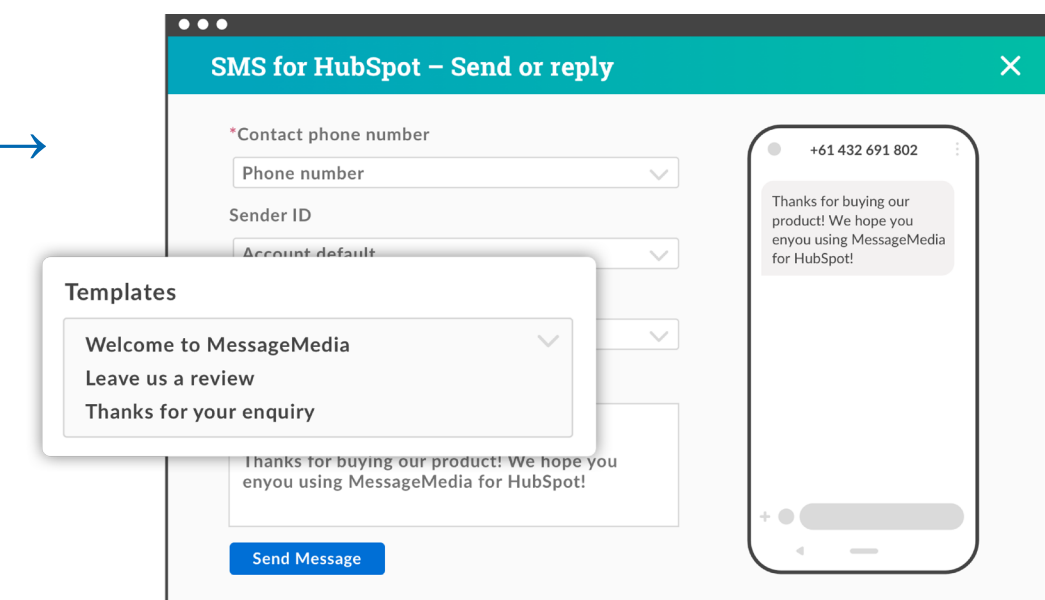 SMS for HubSpot – Send or reply
*Contact phone number
Phone number
Sender ID
Account default
Templates
Welcome to MessageMedia
Leave us a review
Thanks for your enquiry
Thanks for buying our product! We hope you
enyou using MessageMedia for HubSpot!
Send Message
+61 432 691 802
Thanks for buying our
product! We hope you
enyou using MessageMedia
for HubSpot!